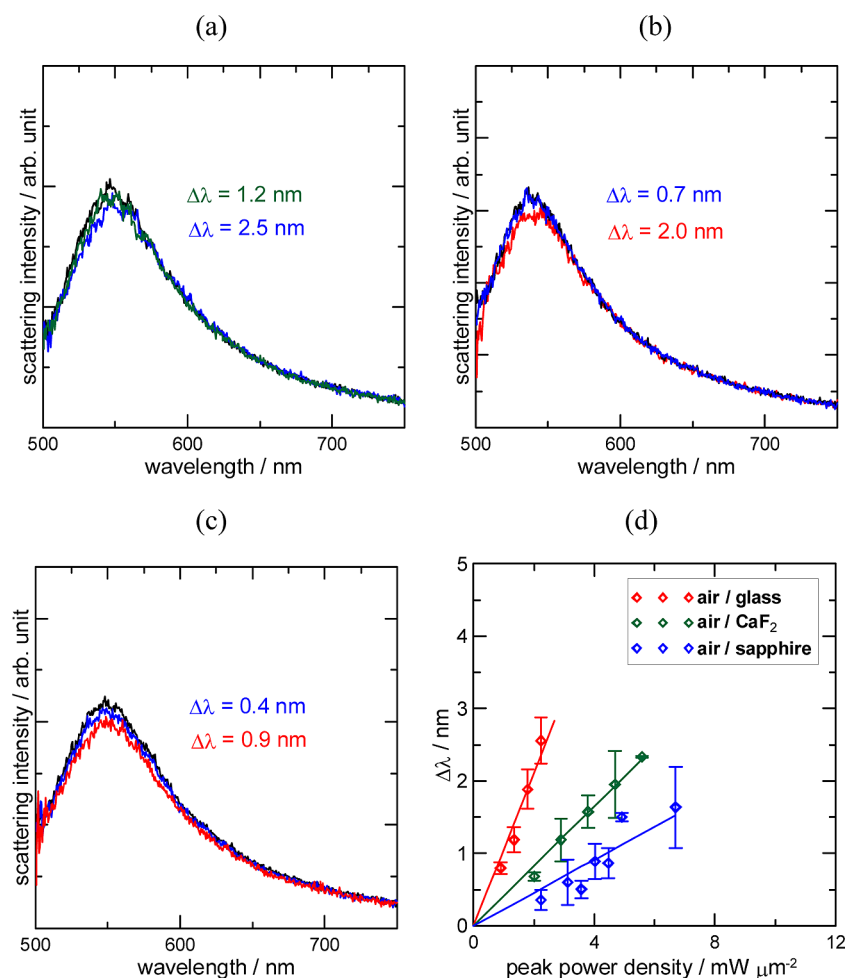 (a)
scattering intensity / arb. unit
Δλ = 1.2 nm
Δλ = 2.5 nm
500 600 700
wavelength / nm
(b)
scattering intensity / arb. unit
Δλ = 0.7 nm
Δλ = 2.0 nm
500 600 700
wavelength / nm
(c)
scattering intensity / arb. unit
Δλ = 0.4 nm
Δλ = 0.9 nm
500 600 700
wavelength / nm
(d)
Δλ / nm
5
4
3
2
1
0
air / glass
air / CaF₂
air / sapphire
0 4 8 12
peak power density / mW μm⁻²